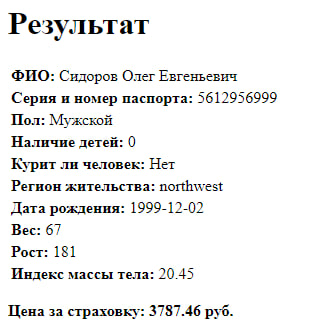 Результат
ФИО: Сидоров Олег Евгеньевич
Серия и номер паспорта: 5612956999
Пол: Мужской
Наличие детей: 0
Курит ли человек: Нет
Регион жительства: northwest
Дата рождения: 1999-12-02
Вес: 67
Рост: 181
Индекс массы тела: 20.45
Цена за страховку: 3787.46 руб.